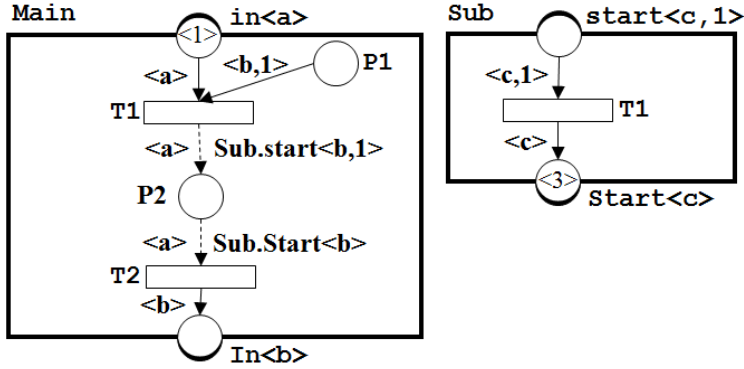 Main
in<a>
<1>
<a>
<b,1>
P1
T1
<a>
Sub.start<b,1>
P2
<a>
Sub.Start<b>
T2
<b>
In<b>
Sub
start<c,1>
<c,1>
T1
<c>
<3>
Start<c>